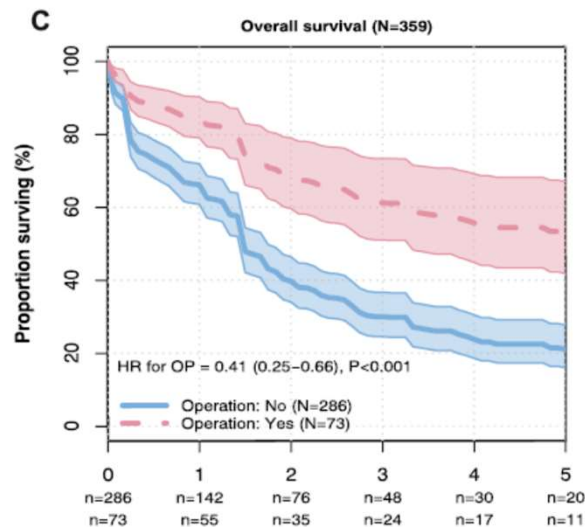 C
Overall survival (N=359)
Proportion surving (%)
100
80
60
40
20
0
HR for OP = 0.41 (0.25−0.66), P<0.001
Operation: No (N=286)
Operation: Yes (N=73)
0 1 2 3 4 5
n=286 n=142 n=76 n=48 n=30 n=20
n=73 n=55 n=35 n=24 n=17 n=11